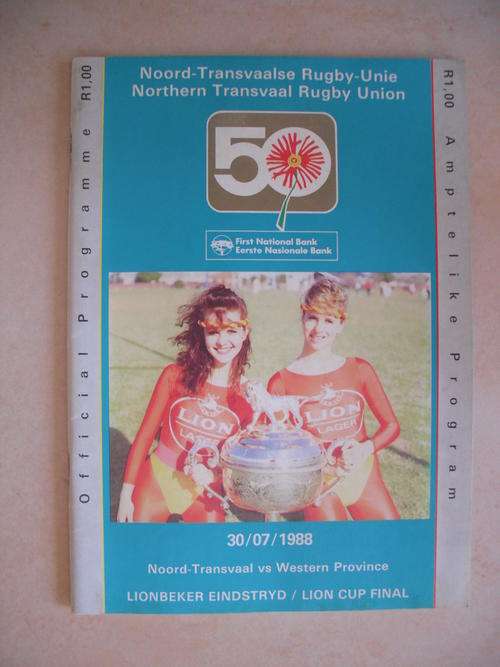 Noord-Transvaalse Rugby-Unie
Northern Transvaal Rugby Union
50
First National Bank
Eerste Nasionale Bank
Official Programme R1,00
R1,00 Amptelike Program
LION
LAGER
LION
LAGER
30/07/1988
Noord-Transvaal vs Western Province
LIONBEKER EINDSTRYD / LION CUP FINAL